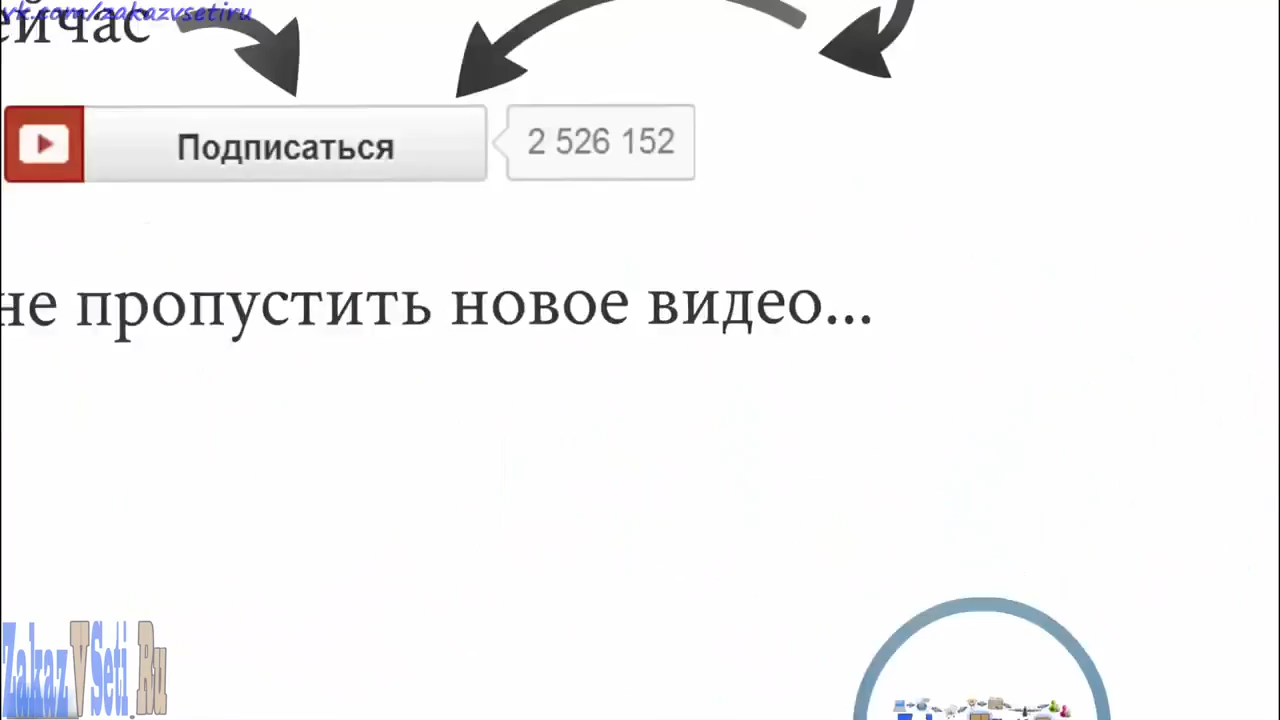 vk.com/zakazvsetiru
ейчас
Подписаться
2 526 152
не пропустить новое видео...
ZakazVSeti.Ru